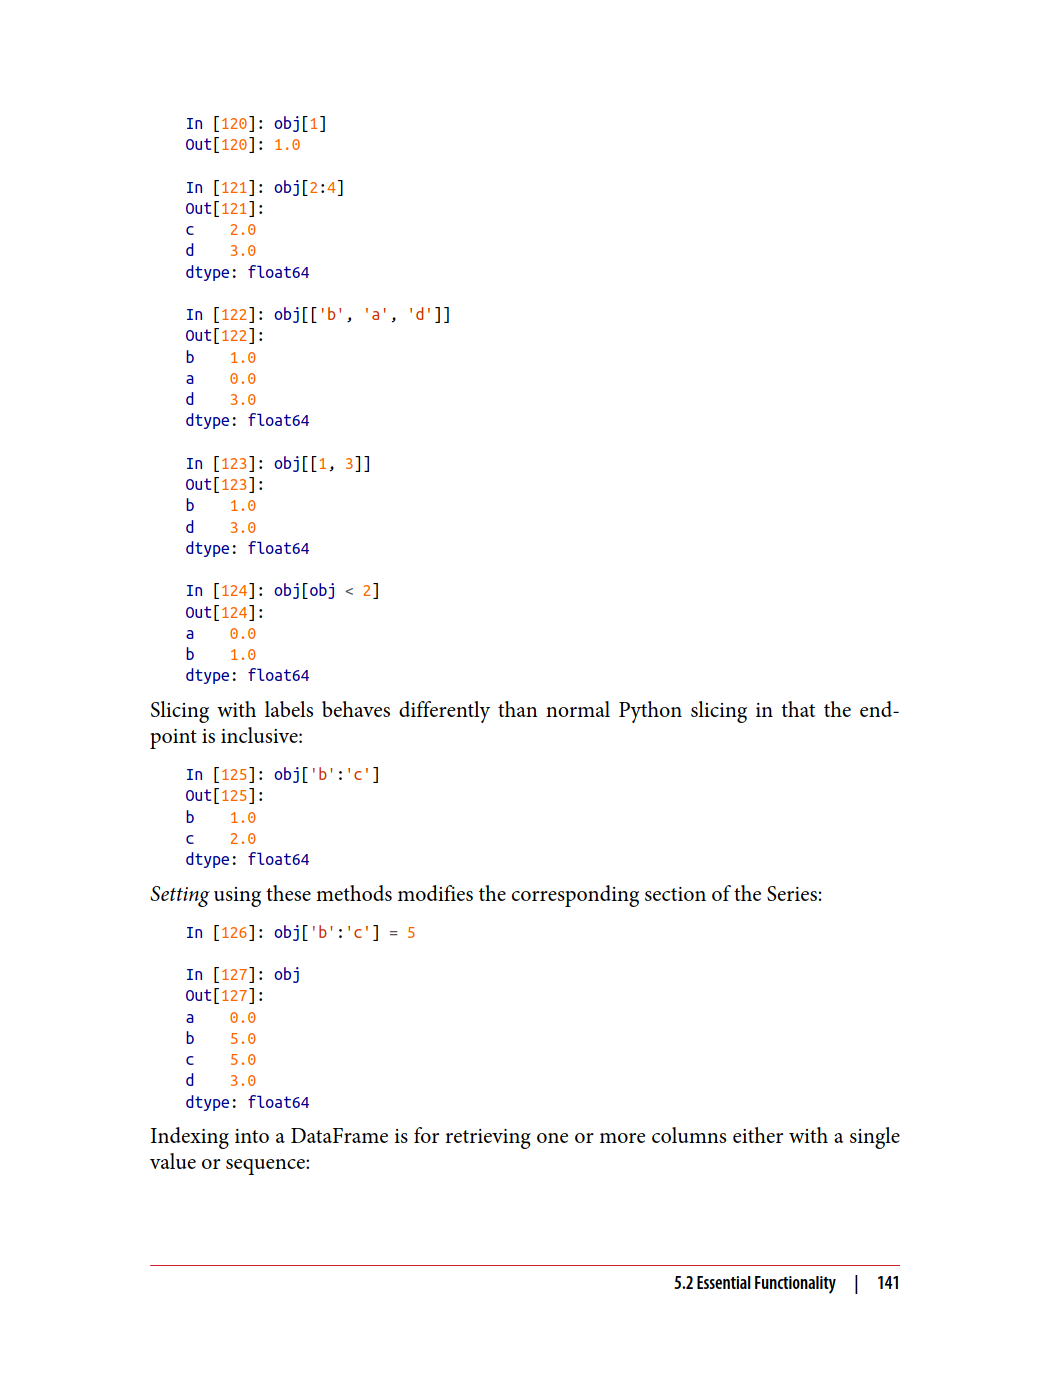 In [120]: obj[1]
Out[120]: 1.0
In [121]: obj[2:4]
Out[121]:
c    2.0
d    3.0
dtype: float64
In [122]: obj[['b', 'a', 'd']]
Out[122]:
b    1.0
a    0.0
d    3.0
dtype: float64
In [123]: obj[[1, 3]]
Out[123]:
b    1.0
d    3.0
dtype: float64
In [124]: obj[obj < 2]
Out[124]:
a    0.0
b    1.0
dtype: float64
Slicing with labels behaves differently than normal Python slicing in that the end-
point is inclusive:
In [125]: obj['b':'c']
Out[125]:
b    1.0
c    2.0
dtype: float64
Setting using these methods modifies the corresponding section of the Series:
In [126]: obj['b':'c'] = 5
In [127]: obj
Out[127]:
a    0.0
b    5.0
c    5.0
d    3.0
dtype: float64
Indexing into a DataFrame is for retrieving one or more columns either with a single
value or sequence:
5.2 Essential Functionality | 141